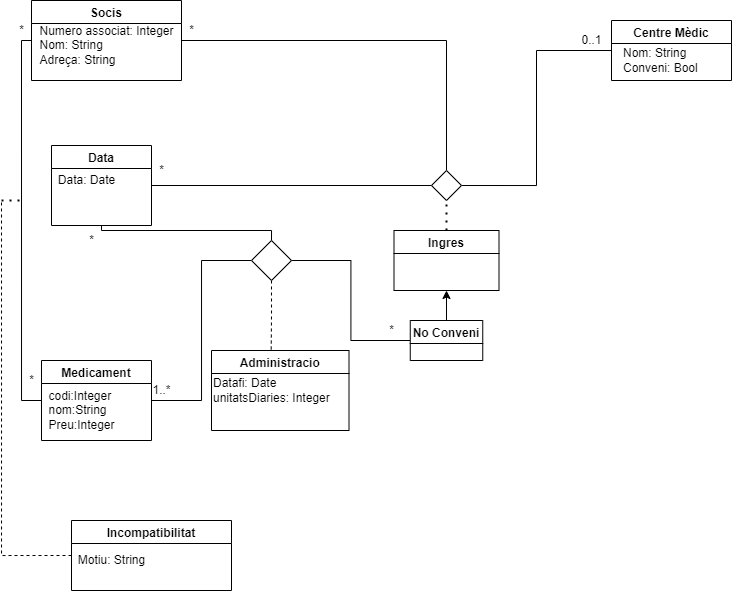 Socis
Numero associat: Integer
Nom: String
Adreça: String
*
*
0..1
Centre Mèdic
Nom: String
Conveni: Bool
Data
Data: Date
*
*
Ingres
No Conveni
*
Medicament
codi:Integer
nom:String
Preu:Integer
*
1..*
Administracio
Datafi: Date
unitatsDiaries: Integer
Incompatibilitat
Motiu: String